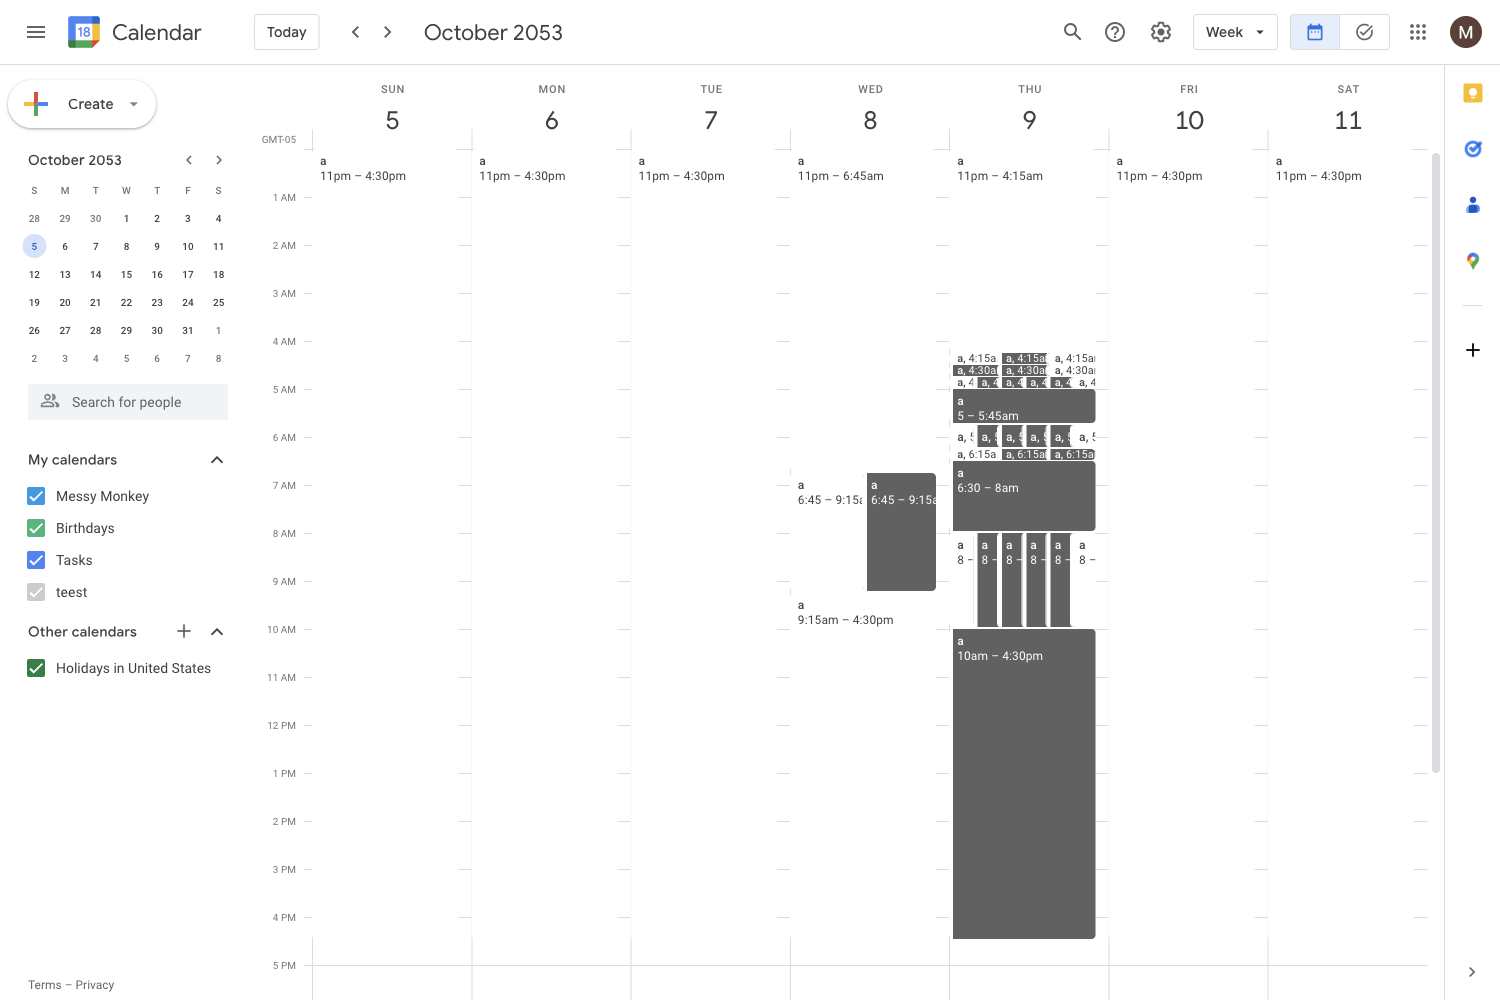 18 Calendar Today October 2053 Week M
Create
SUN MON TUE WED THU FRI SAT
5 6 7 8 9 10 11
GMT-05
October 2053
S M T W T F S
28 29 30 1 2 3 4
5 6 7 8 9 10 11
12 13 14 15 16 17 18
19 20 21 22 23 24 25
26 27 28 29 30 31 1
2 3 4 5 6 7 8
Search for people
My calendars
Messy Monkey
Birthdays
Tasks
teest
Other calendars
Holidays in United States
Terms – Privacy
1 AM
2 AM
3 AM
4 AM
5 AM
6 AM
7 AM
8 AM
9 AM
10 AM
11 AM
12 PM
1 PM
2 PM
3 PM
4 PM
5 PM
a
11pm – 4:30pm
a
11pm – 4:30pm
a
11pm – 4:30pm
a
11pm – 6:45am
a
6:45 – 9:15a
a
6:45 – 9:15a
a
9:15am – 4:30pm
a
11pm – 4:15am
a, 4:15a a, 4:15a a, 4:15a
a, 4:30a a, 4:30a a, 4:30a
a, 4 a, 4 a, 4 a, 4 a, 4 a, 4
a
5 – 5:45am
a, 5 a, 5 a, 5 a, 5 a, 5 a, 5
a, 6:15a a, 6:15a a, 6:15a
a
6:30 – 8am
a a a a a a
8 – 8 – 8 – 8 – 8 – 8 –
a
10am – 4:30pm
a
11pm – 4:30pm
a
11pm – 4:30pm